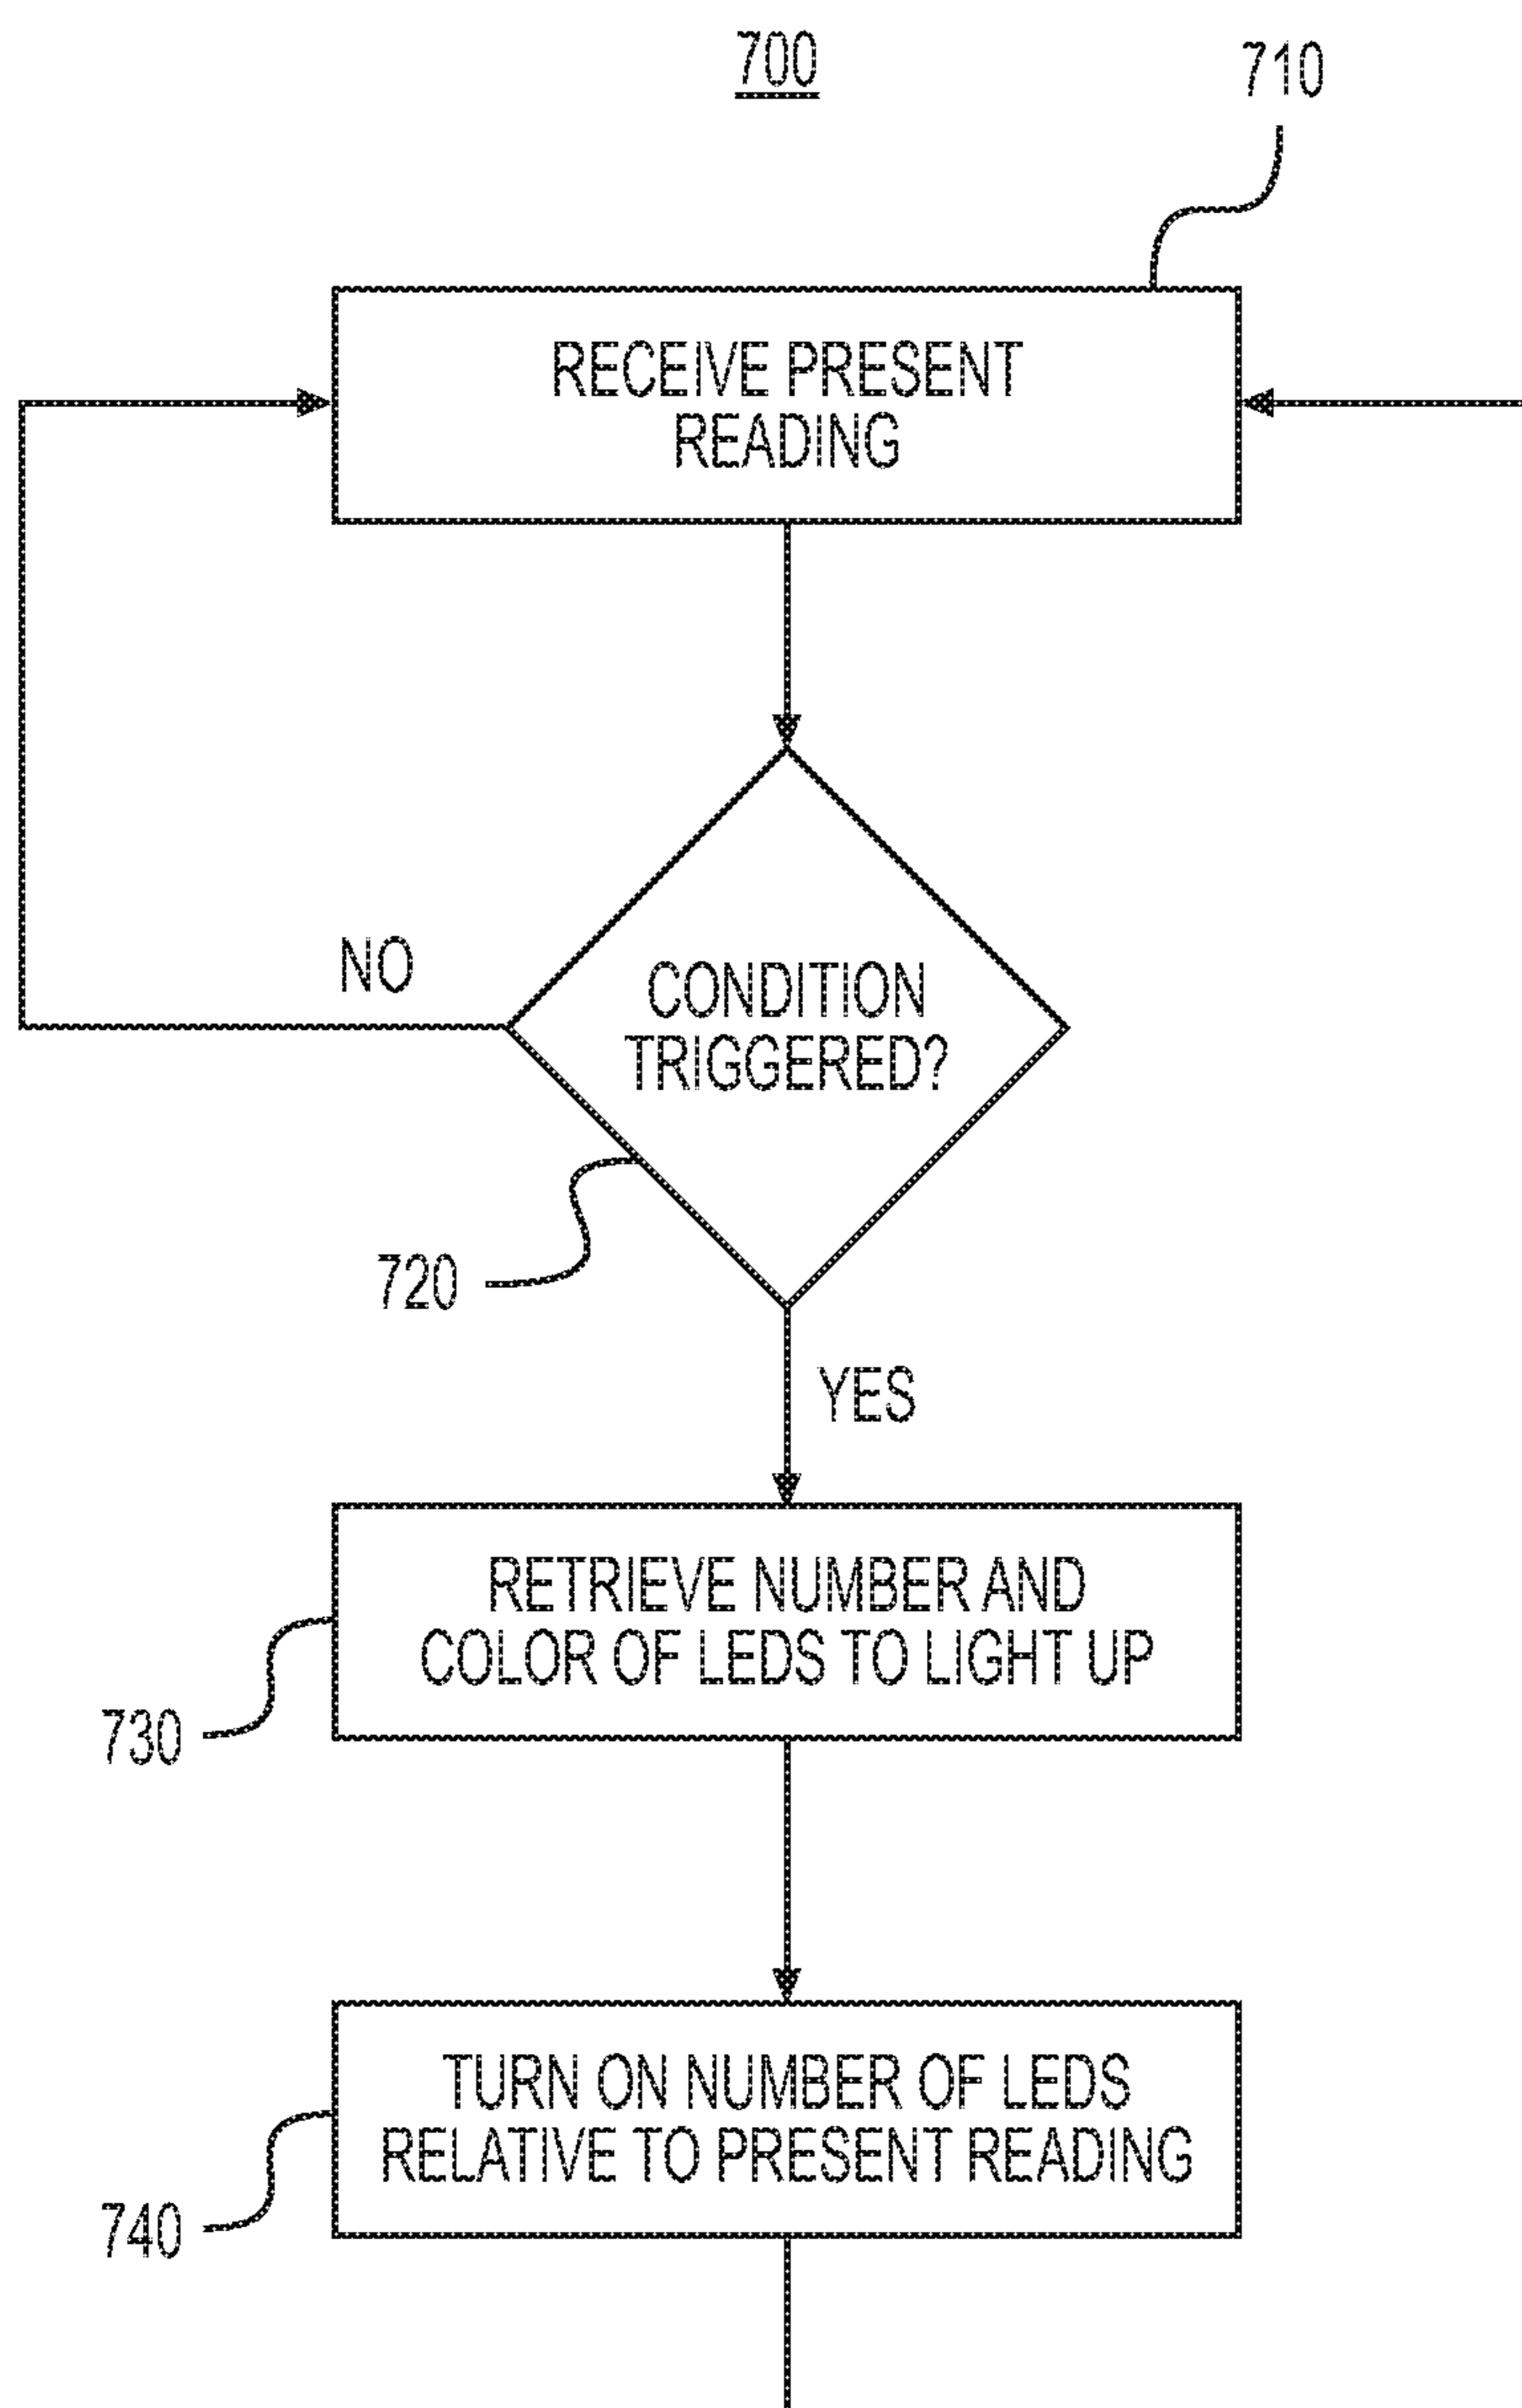 700
710
RECEIVE PRESENT
READING
NO
CONDITION
TRIGGERED?
720
YES
RETRIEVE NUMBER AND
COLOR OF LEDS TO LIGHT UP
730
TURN ON NUMBER OF LEDS
RELATIVE TO PRESENT READING
740